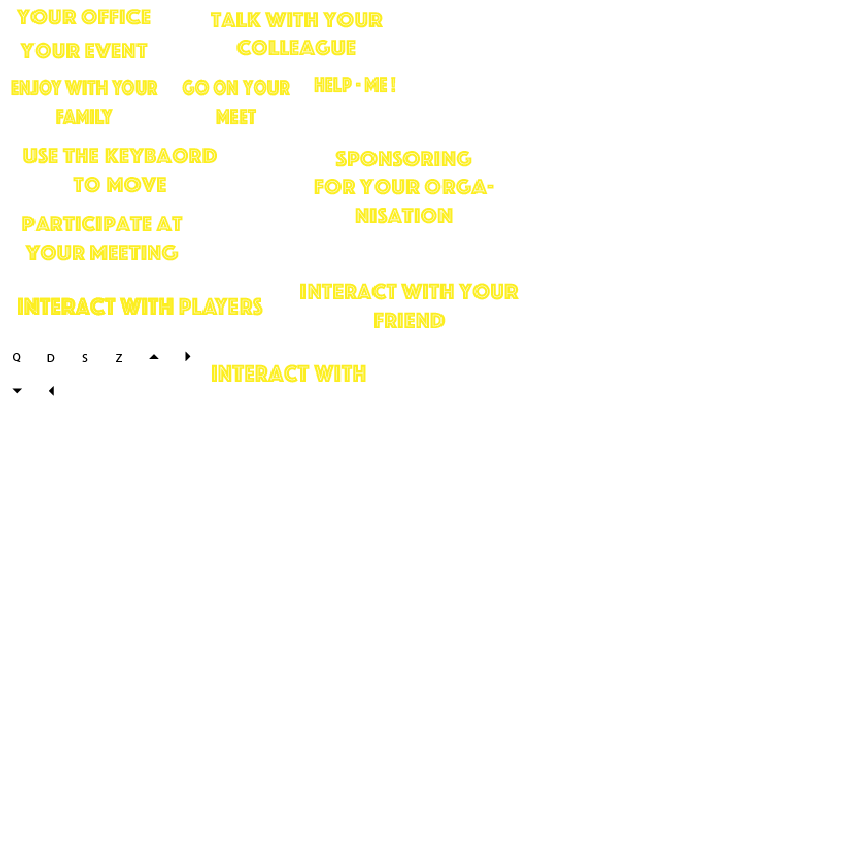 YOUR OFFICE
YOUR EVENT
TALK WITH YOUR
COLLEAGUE
ENJOY WITH YOUR
FAMILY
GO ON YOUR
MEET
HELP - ME !
USE THE KEYBAORD
TO MOVE
SPONSORING
FOR YOUR ORGA-
NISATION
PARTICIPATE AT
YOUR MEETING
INTERACT WITH PLAYERS
INTERACT WITH YOUR
FRIEND
Q D S Z
INTERACT WITH